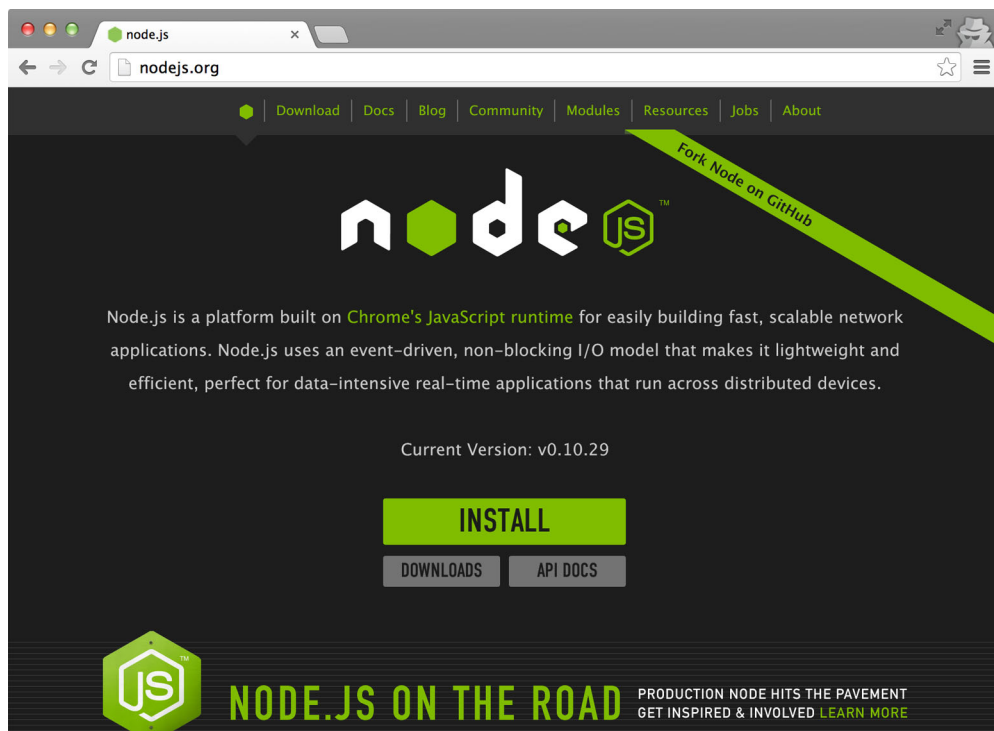 node.js
nodejs.org
Download Docs Blog Community Modules Resources Jobs About
Fork Node on GitHub
node JS™
Node.js is a platform built on Chrome's JavaScript runtime for easily building fast, scalable network
applications. Node.js uses an event-driven, non-blocking I/O model that makes it lightweight and
efficient, perfect for data-intensive real-time applications that run across distributed devices.
Current Version: v0.10.29
INSTALL
DOWNLOADS API DOCS
JS™
NODE.JS ON THE ROAD
PRODUCTION NODE HITS THE PAVEMENT
GET INSPIRED & INVOLVED LEARN MORE